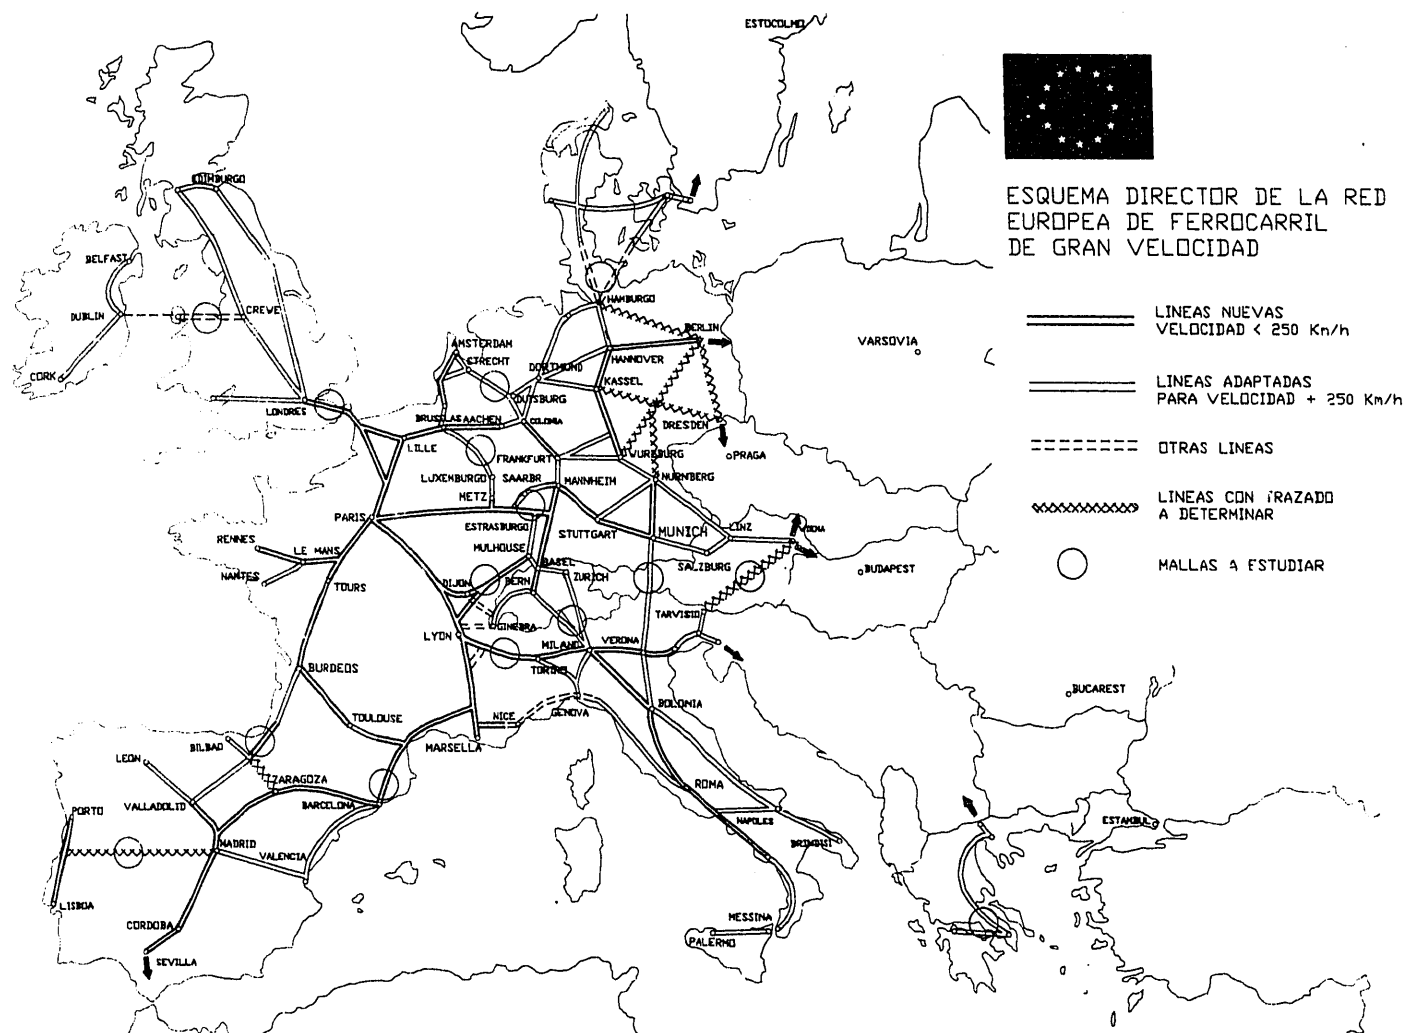 ESTOCOLMO
ESQUEMA DIRECTOR DE LA RED
EUROPEA DE FERROCARRIL
DE GRAN VELOCIDAD
LINEAS NUEVAS
VELOCIDAD < 250 Km/h
LINEAS ADAPTADAS
PARA VELOCIDAD + 250 Km/h
OTRAS LINEAS
LINEAS CON TRAZADO
A DETERMINAR
MALLAS A ESTUDIAR
EDIMBURGO
BELFAST
DUBLIN
CREWE
CORK
LONDRES
HAMBURGO
BERLIN
VARSOVIA
AMSTERDAM
UTRECHT
HANNOVER
DORTMUND
KASSEL
DUISBURG
BRUSELAS
AACHEN
COLONIA
DRESDEN
LILLE
FRANKFURT
WURZBURG
PRAGA
LUXEMBURGO
SAARBR
MANNHEIM
NURNBERG
METZ
PARIS
ESTRASBURGO
STUTTGART
MUNICH
LINZ
VIENA
RENNES
LE MANS
MULHOUSE
BASEL
SALZBURG
NANTES
TOURS
DIJON
BERN
ZURICH
BUDAPEST
GINEBRA
TARVISIO
LYON
MILANO
VERONA
BURDEOS
TORINO
BUCAREST
TOULOUSE
NICE
GENOVA
BOLONIA
BILBAO
MARSELLA
LEON
ZARAGOZA
ROMA
VALLADOLID
BARCELONA
PORTO
NAPOLES
ESTAMBUL
MADRID
VALENCIA
BRINDISI
LISBOA
CORDOBA
MESSINA
PALERMO
SEVILLA